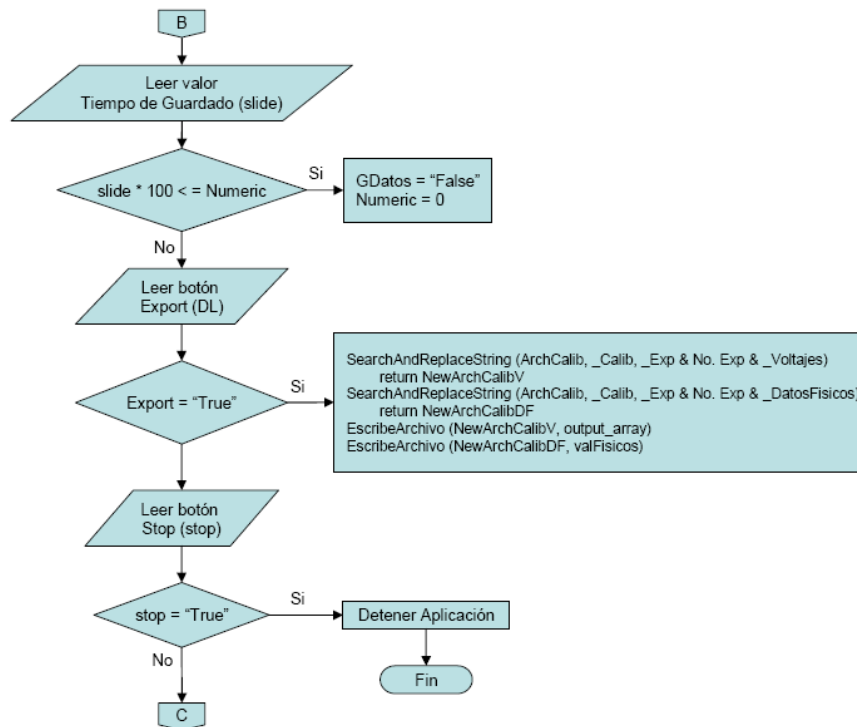 B
Leer valor
Tiempo de Guardado (slide)
slide * 100 < = Numeric
Si
GDatos = “False”
Numeric = 0
No
Leer botón
Export (DL)
Export = “True”
Si
SearchAndReplaceString (ArchCalib, _Calib, _Exp & No. Exp & _Voltajes)
return NewArchCalibV
SearchAndReplaceString (ArchCalib, _Calib, _Exp & No. Exp & _DatosFisicos)
return NewArchCalibDF
EscribeArchivo (NewArchCalibV, output_array)
EscribeArchivo (NewArchCalibDF, valFisicos)
Leer botón
Stop (stop)
stop = “True”
Si
Detener Aplicación
No
Fin
C